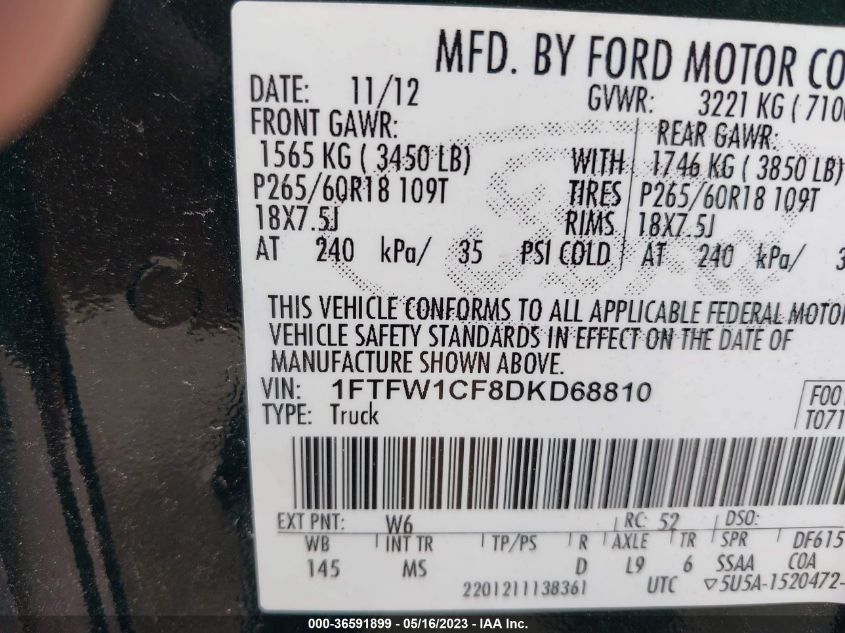 MFD. BY FORD MOTOR CO
DATE: 11/12 GVWR: 3221 KG ( 710
FRONT GAWR: REAR GAWR:
1565 KG ( 3450 LB) WITH 1746 KG ( 3850 LB)
P265/60R18 109T TIRES P265/60R18 109T
18X7.5J RIMS 18X7.5J
AT 240 kPa/ 35 PSI COLD AT 240 kPa/ 3
THIS VEHICLE CONFORMS TO ALL APPLICABLE FEDERAL MOTOR
VEHICLE SAFETY STANDARDS IN EFFECT ON THE DATE OF
MANUFACTURE SHOWN ABOVE.
VIN: 1FTFW1CF8DKD68810
TYPE: Truck
F00
T071
EXT PNT: W6 RC: 52 DSO:
WB INT TR TP/PS R AXLE TR SPR DF615
145 MS D L9 6 SSAA COA
2201211138361 UTC ▽5U5A-1520472-
000-36591899 - 05/16/2023 - IAA Inc.